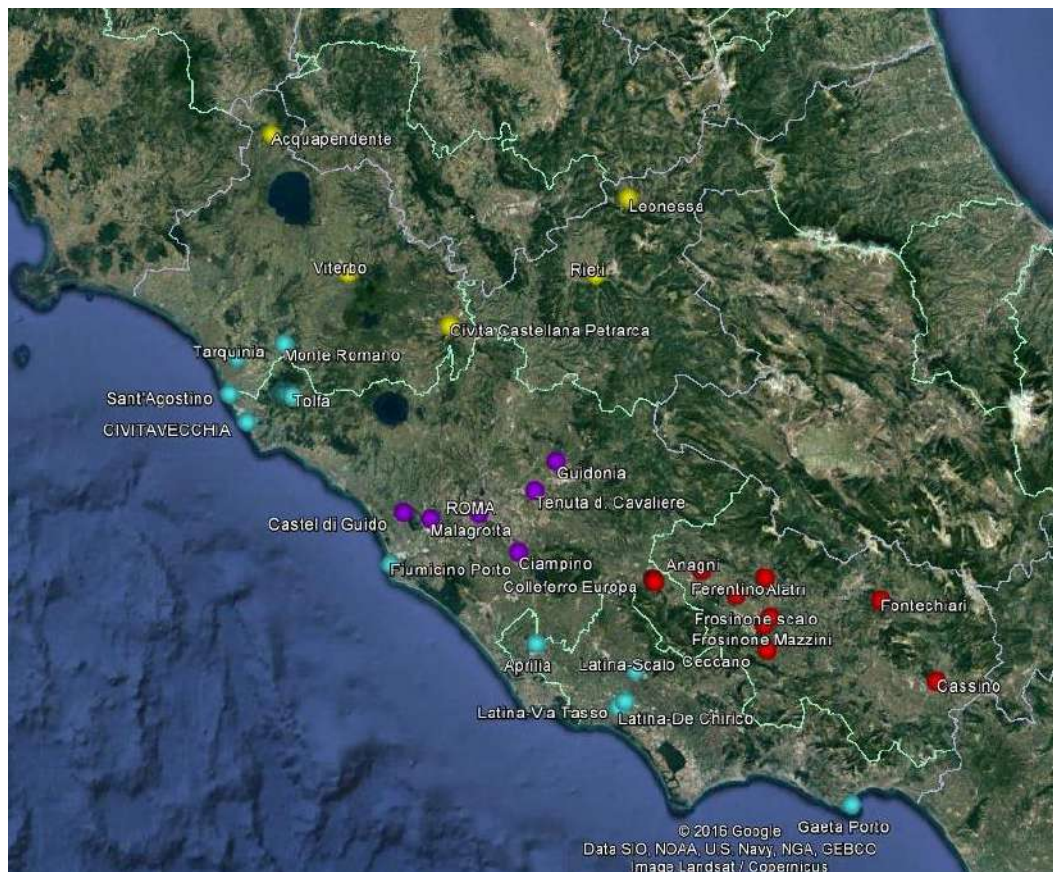 Acquapendente
Leonessa
Viterbo
Rieti
Civita Castellana Petrarca
Tarquinia
Monte Romano
Sant'Agostino
Tolfa
CIVITAVECCHIA
Guidonia
Tenuta d. Cavaliere
ROMA
Castel di Guido
Malagrotta
Fiumicino Porto
Ciampino
Anagni
Colleferro Europa
Ferentino
Alatri
Fontechiari
Frosinone scalo
Frosinone Mazzini
Aprilia
Latina-Scalo
Ceccano
Cassino
Latina-Via Tasso
Latina-De Chirico
© 2016 Google
Gaeta Porto
Data SIO, NOAA, U.S. Navy, NGA, GEBCO
Image Landsat / Copernicus